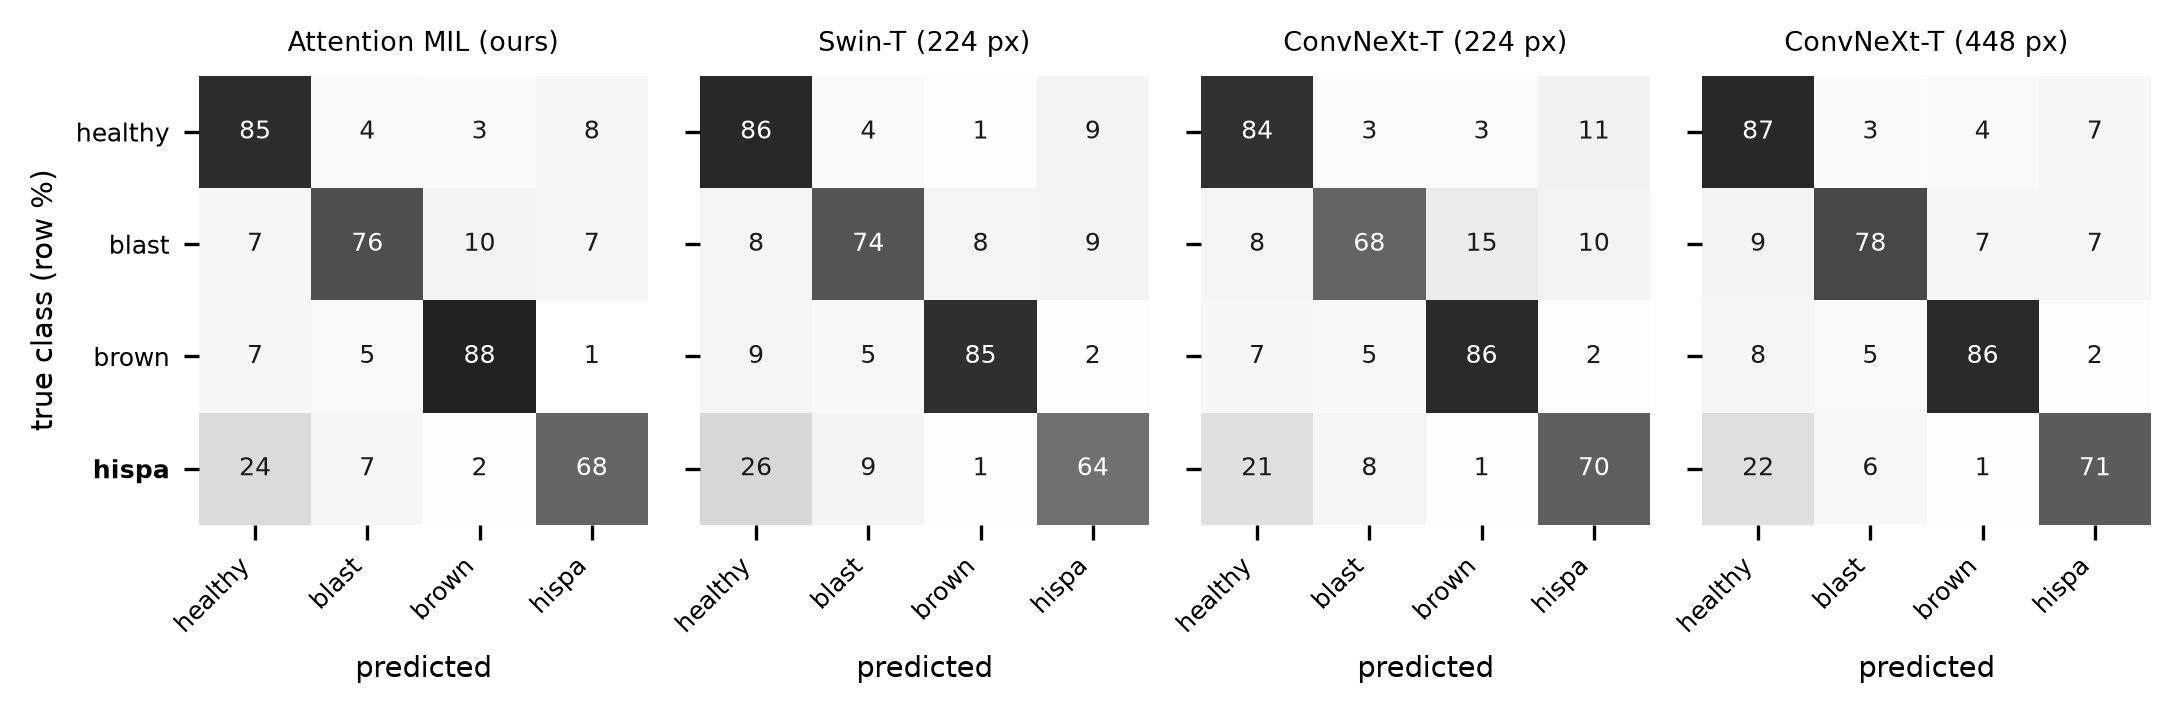 Attention MIL (ours) Swin-T (224 px) ConvNeXt-T (224 px) ConvNeXt-T (448 px)
true class (row %)
healthy 85 4 3 8 86 4 1 9 84 3 3 11 87 3 4 7
blast 7 76 10 7 8 74 8 9 8 68 15 10 9 78 7 7
brown 7 5 88 1 9 5 85 2 7 5 86 2 8 5 86 2
hispa 24 7 2 68 26 9 1 64 21 8 1 70 22 6 1 71
healthy blast brown hispa healthy blast brown hispa healthy blast brown hispa healthy blast brown hispa
predicted predicted predicted predicted